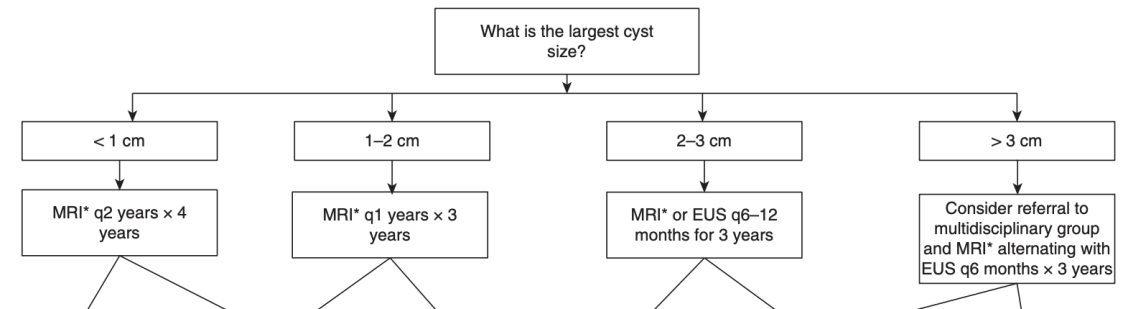 What is the largest cyst
size?
< 1 cm
1–2 cm
2–3 cm
> 3 cm
MRI* q2 years × 4
years
MRI* q1 years × 3
years
MRI* or EUS q6–12
months for 3 years
Consider referral to
multidisciplinary group
and MRI* alternating with
EUS q6 months × 3 years